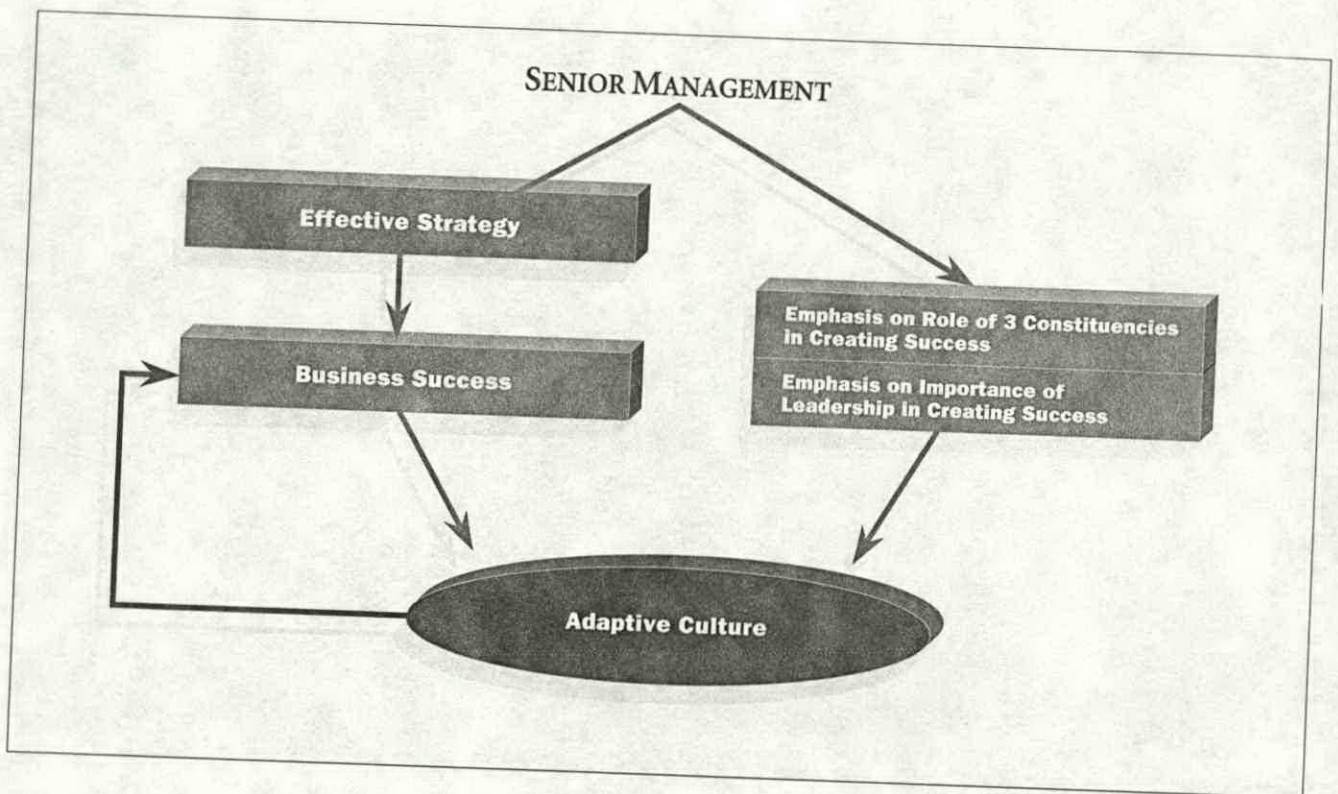 SENIOR MANAGEMENT
Effective Strategy
Business Success
Emphasis on Role of 3 Constituencies
in Creating Success
Emphasis on Importance of
Leadership in Creating Success
Adaptive Culture